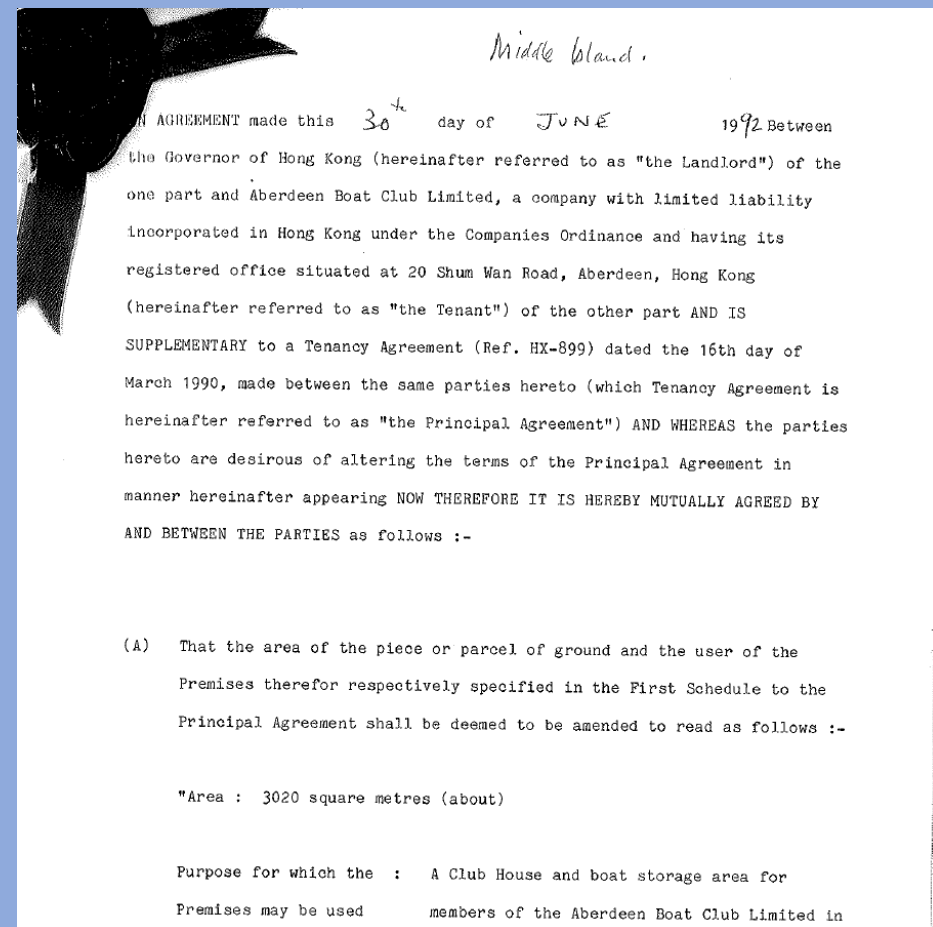 Middle Island.
AN AGREEMENT made this 30th day of JUNE 1992 Between
the Governor of Hong Kong (hereinafter referred to as "the Landlord") of the
one part and Aberdeen Boat Club Limited, a company with limited liability
incorporated in Hong Kong under the Companies Ordinance and having its
registered office situated at 20 Shum Wan Road, Aberdeen, Hong Kong
(hereinafter referred to as "the Tenant") of the other part AND IS
SUPPLEMENTARY to a Tenancy Agreement (Ref. HX-899) dated the 16th day of
March 1990, made between the same parties hereto (which Tenancy Agreement is
hereinafter referred to as "the Principal Agreement") AND WHEREAS the parties
hereto are desirous of altering the terms of the Principal Agreement in
manner hereinafter appearing NOW THEREFORE IT IS HEREBY MUTUALLY AGREED BY
AND BETWEEN THE PARTIES as follows :-
(A) That the area of the piece or parcel of ground and the user of the
Premises therefor respectively specified in the First Schedule to the
Principal Agreement shall be deemed to be amended to read as follows :-
"Area : 3020 square metres (about)
Purpose for which the : A Club House and boat storage area for
Premises may be used members of the Aberdeen Boat Club Limited in